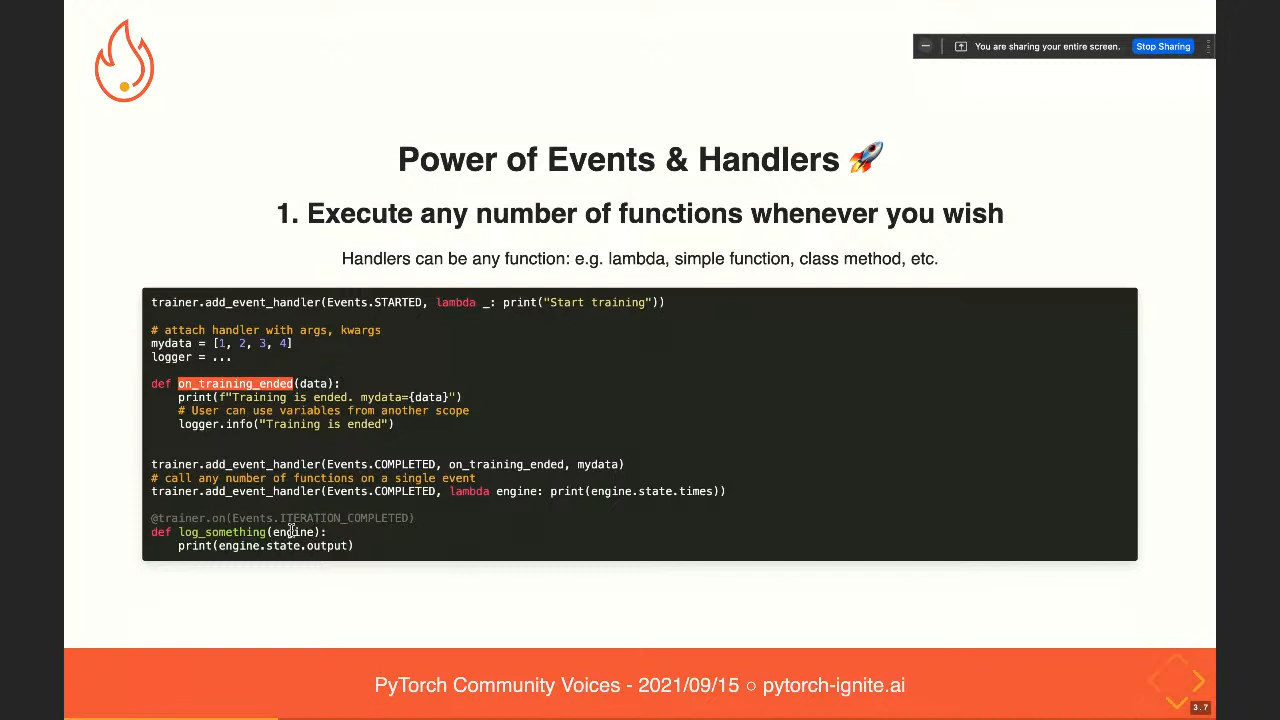 You are sharing your entire screen. Stop Sharing
Power of Events & Handlers 🚀
1. Execute any number of functions whenever you wish
Handlers can be any function: e.g. lambda, simple function, class method, etc.
trainer.add_event_handler(Events.STARTED, lambda _: print("Start training"))
# attach handler with args, kwargs
mydata = [1, 2, 3, 4]
logger = ...
def on_training_ended(data):
    print(f"Training is ended. mydata={data}")
    # User can use variables from another scope
    logger.info("Training is ended")
trainer.add_event_handler(Events.COMPLETED, on_training_ended, mydata)
# call any number of functions on a single event
trainer.add_event_handler(Events.COMPLETED, lambda engine: print(engine.state.times))
@trainer.on(Events.ITERATION_COMPLETED)
def log_something(engine):
    print(engine.state.output)
PyTorch Community Voices - 2021/09/15 ○ pytorch-ignite.ai
3.7